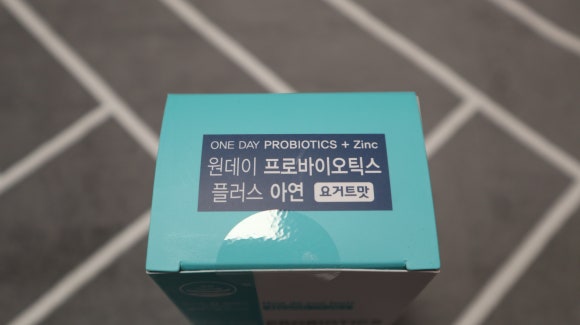 ONE DAY PROBIOTICS + Zinc
원데이 프로바이오틱스
플러스 아연 요거트맛